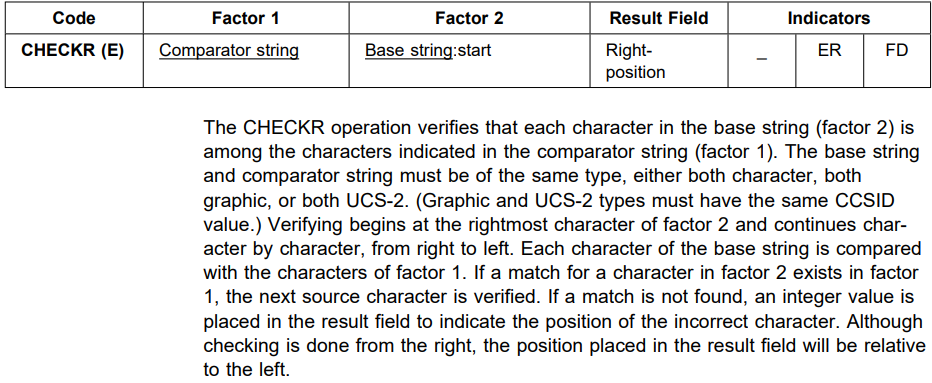 Code Factor 1 Factor 2 Result Field Indicators
CHECKR (E) Comparator string Base string:start Right- _ ER FD
position
The CHECKR operation verifies that each character in the base string (factor 2) is
among the characters indicated in the comparator string (factor 1). The base string
and comparator string must be of the same type, either both character, both
graphic, or both UCS-2. (Graphic and UCS-2 types must have the same CCSID
value.) Verifying begins at the rightmost character of factor 2 and continues char-
acter by character, from right to left. Each character of the base string is compared
with the characters of factor 1. If a match for a character in factor 2 exists in factor
1, the next source character is verified. If a match is not found, an integer value is
placed in the result field to indicate the position of the incorrect character. Although
checking is done from the right, the position placed in the result field will be relative
to the left.